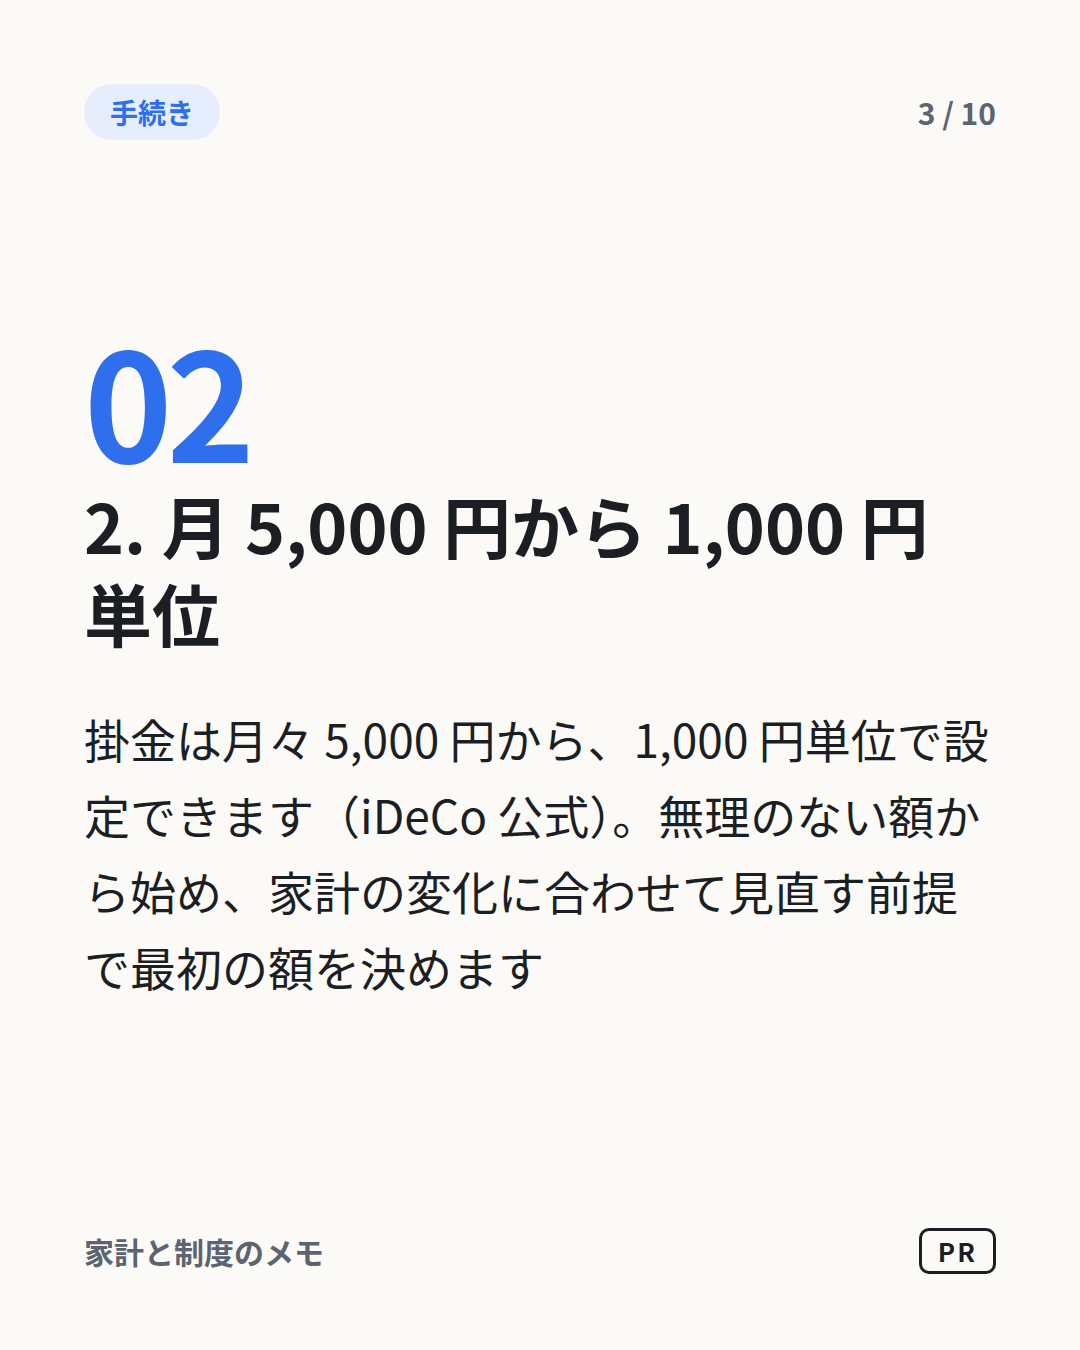 手続き
3 / 10
02
2. 月 5,000 円から 1,000 円
単位
掛金は月々 5,000 円から、1,000 円単位で設
定できます（iDeCo 公式）。無理のない額か
ら始め、家計の変化に合わせて見直す前提
で最初の額を決めます
家計と制度のメモ
PR